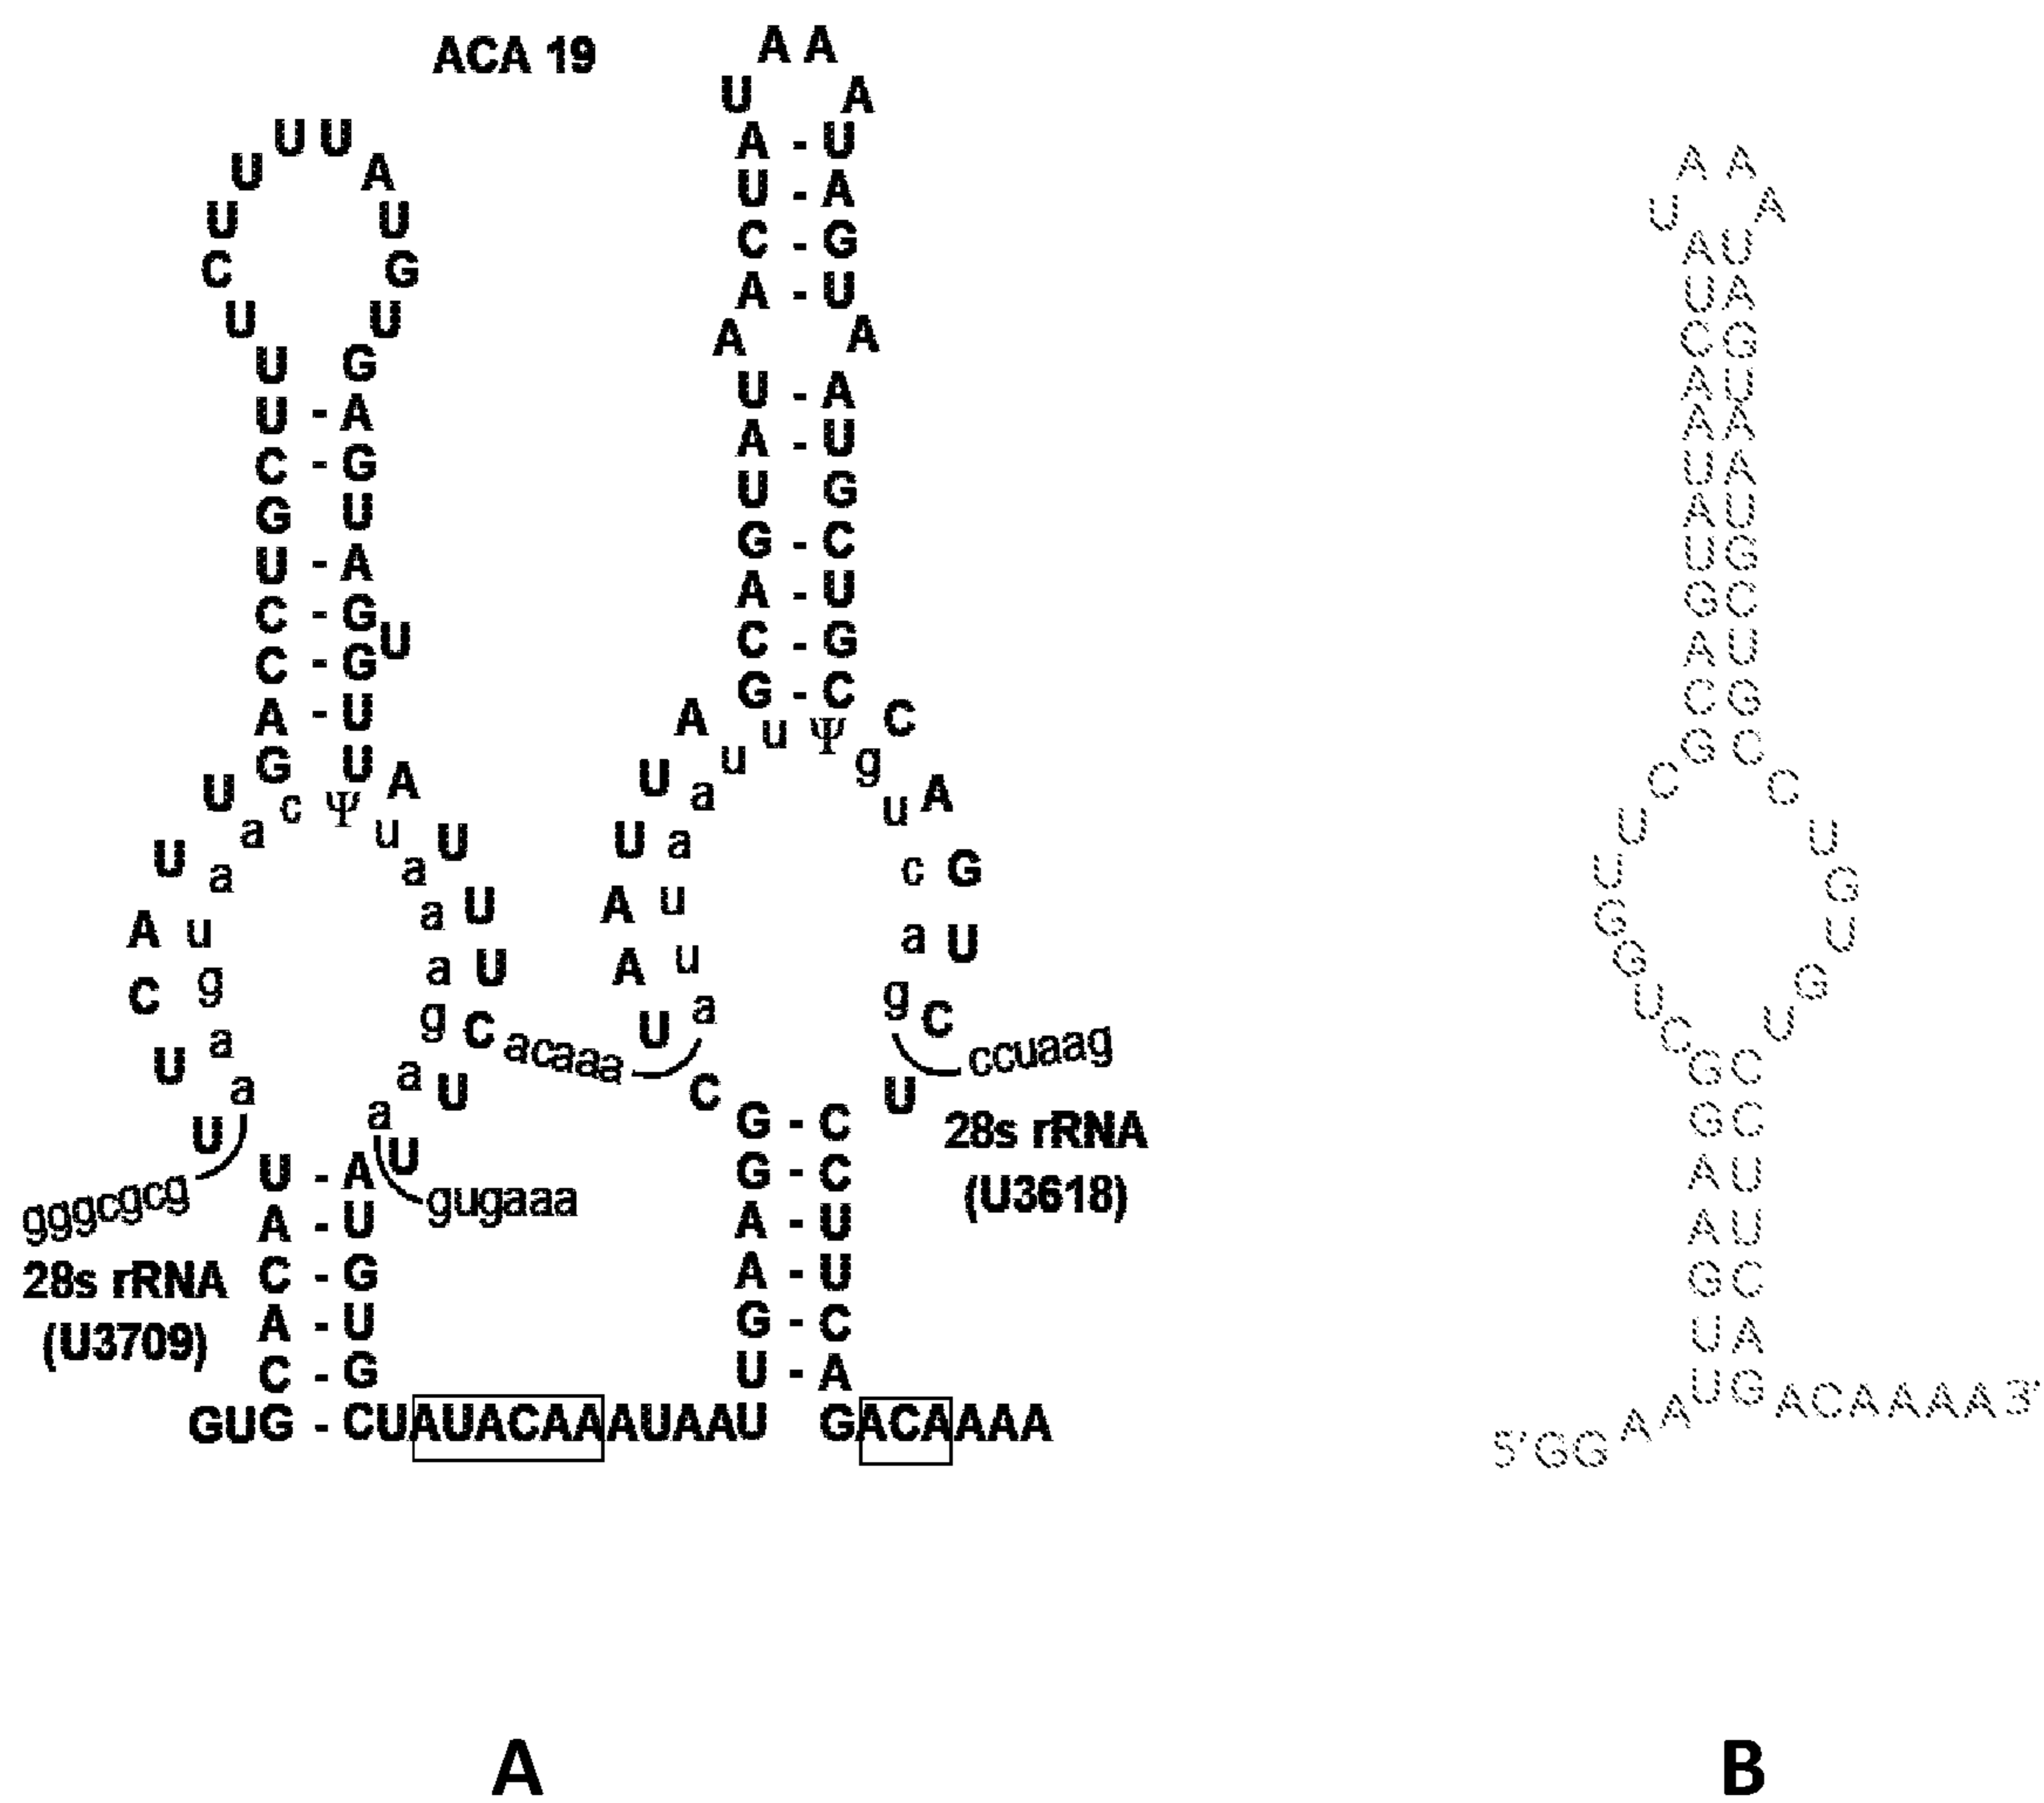 ACA 19
U U
U A
U U
C G
U U
U G
U - A
C - G
G U
U - A
C - G
U
C - G
A - U
G U
U c Ψ A
a u U
U a a
A u a U
C g a U
U a g C
a a U
U a U
gggcgcg
gugaaa
28s rRNA
(U3709)
U - A
A - U
C - G
A - U
C - G
A A
U A
A - U
U - A
C - G
A - U
A A
U - A
A - U
U G
G - C
A - U
C - G
G - C
A u Ψ C
U u g
a u A
U a c G
A u a U
A u g C
U a
acaaa
ccuaag
C U
28s rRNA
(U3618)
G - C
G - C
A - U
A - U
G - C
U - A
GUG - CUAUACAAAUAAU GACAAAA
A A
U A
A U
U A
C G
A U
A A
U A
A U
U G
G C
A U
C G
G C
C C
U U
U G
G U
G G
U U
C
G C
G C
A U
A U
G C
U A
U G
5'GG A A ACAAAA 3'
A
B